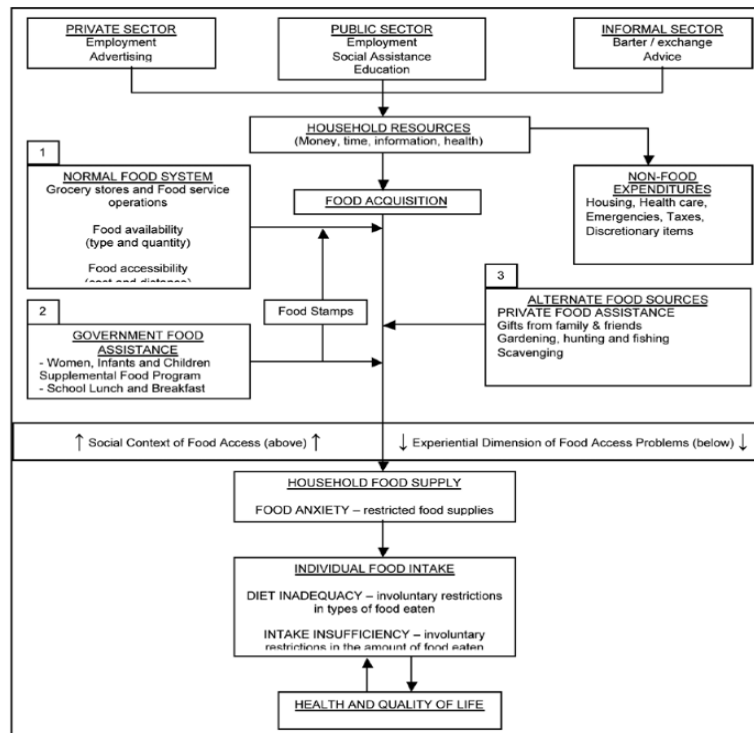 PRIVATE SECTOR
Employment
Advertising
PUBLIC SECTOR
Employment
Social Assistance
Education
INFORMAL SECTOR
Barter / exchange
Advice
HOUSEHOLD RESOURCES
(Money, time, information, health)
1
NORMAL FOOD SYSTEM
Grocery stores and Food service
operations
Food availability
(type and quantity)
Food accessibility
(cost and distance)
FOOD ACQUISITION
NON-FOOD
EXPENDITURES
Housing, Health care,
Emergencies, Taxes,
Discretionary items
Food Stamps
2
GOVERNMENT FOOD
ASSISTANCE
- Women, Infants and Children
Supplemental Food Program
- School Lunch and Breakfast
3
ALTERNATE FOOD SOURCES
PRIVATE FOOD ASSISTANCE
Gifts from family & friends
Gardening, hunting and fishing
Scavenging
↑ Social Context of Food Access (above) ↑
↓ Experiential Dimension of Food Access Problems (below) ↓
HOUSEHOLD FOOD SUPPLY
FOOD ANXIETY – restricted food supplies
INDIVIDUAL FOOD INTAKE
DIET INADEQUACY – involuntary restrictions
in types of food eaten
INTAKE INSUFFICIENCY – involuntary
restrictions in the amount of food eaten
HEALTH AND QUALITY OF LIFE